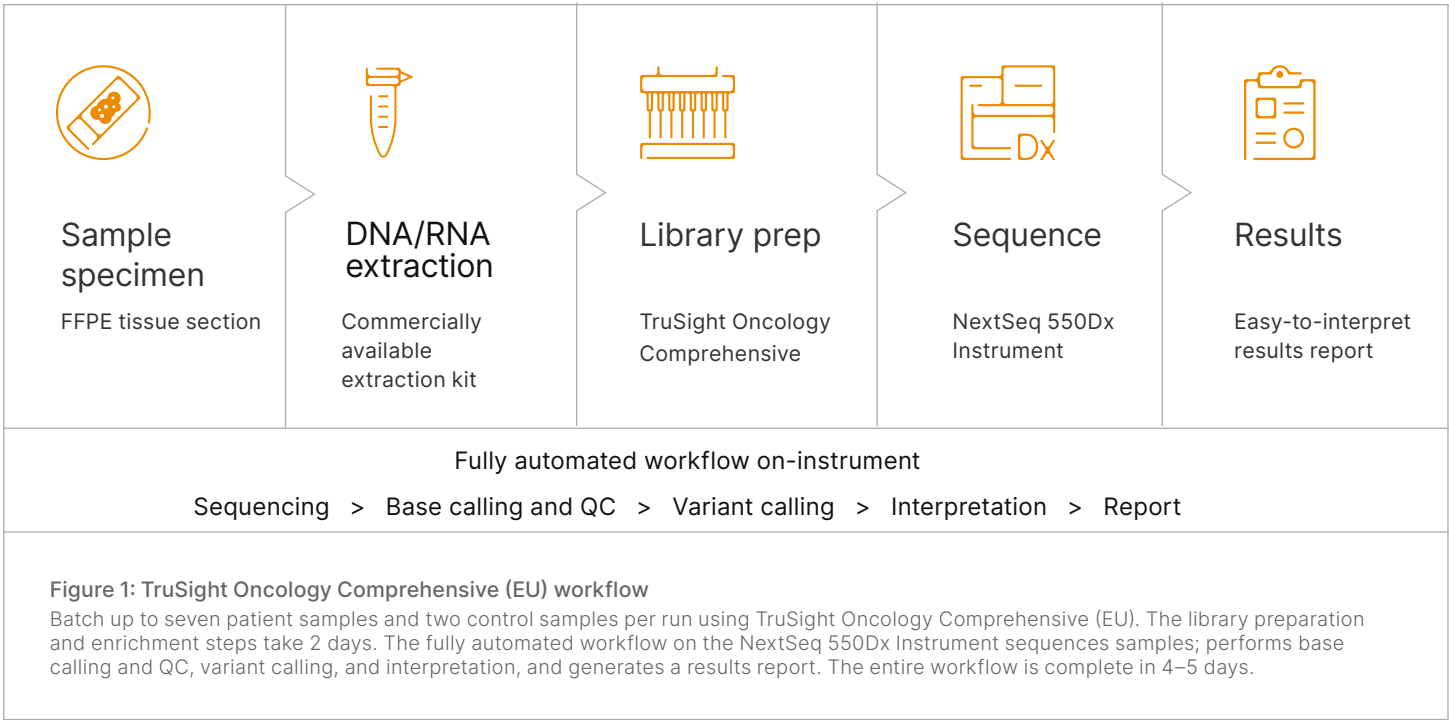 Dx
Sample
specimen
FFPE tissue section
DNA/RNA
extraction
Commercially
available
extraction kit
Library prep
TruSight Oncology
Comprehensive
Sequence
NextSeq 550Dx
Instrument
Results
Easy-to-interpret
results report
Fully automated workflow on-instrument
Sequencing > Base calling and QC > Variant calling > Interpretation > Report
Figure 1: TruSight Oncology Comprehensive (EU) workflow
Batch up to seven patient samples and two control samples per run using TruSight Oncology Comprehensive (EU). The library preparation
and enrichment steps take 2 days. The fully automated workflow on the NextSeq 550Dx Instrument sequences samples; performs base
calling and QC, variant calling, and interpretation, and generates a results report. The entire workflow is complete in 4–5 days.